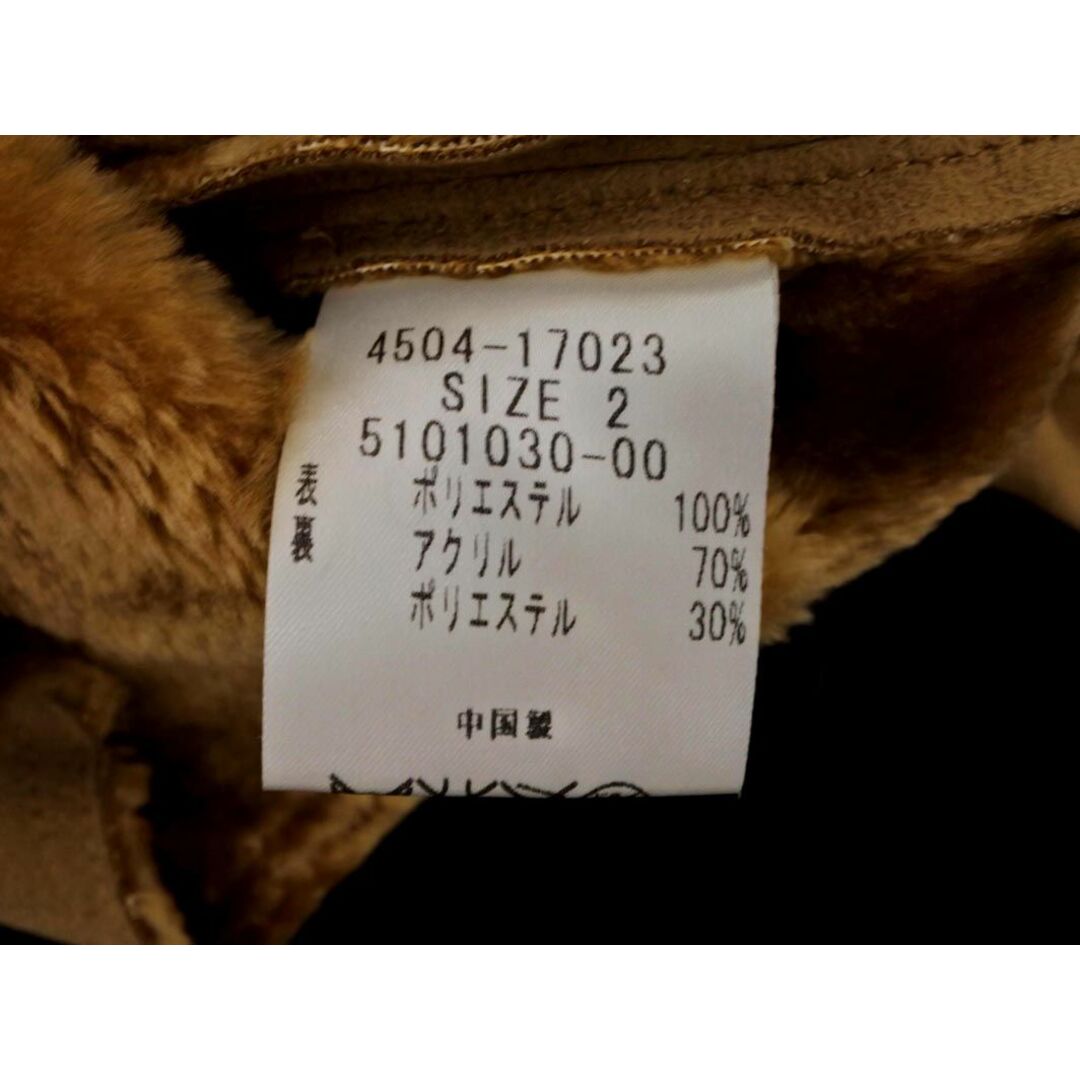 4504-17023
SIZE 2
5101030-00
表 ポリエステル 100%
裏 アクリル 70%
ポリエステル 30%
中国製